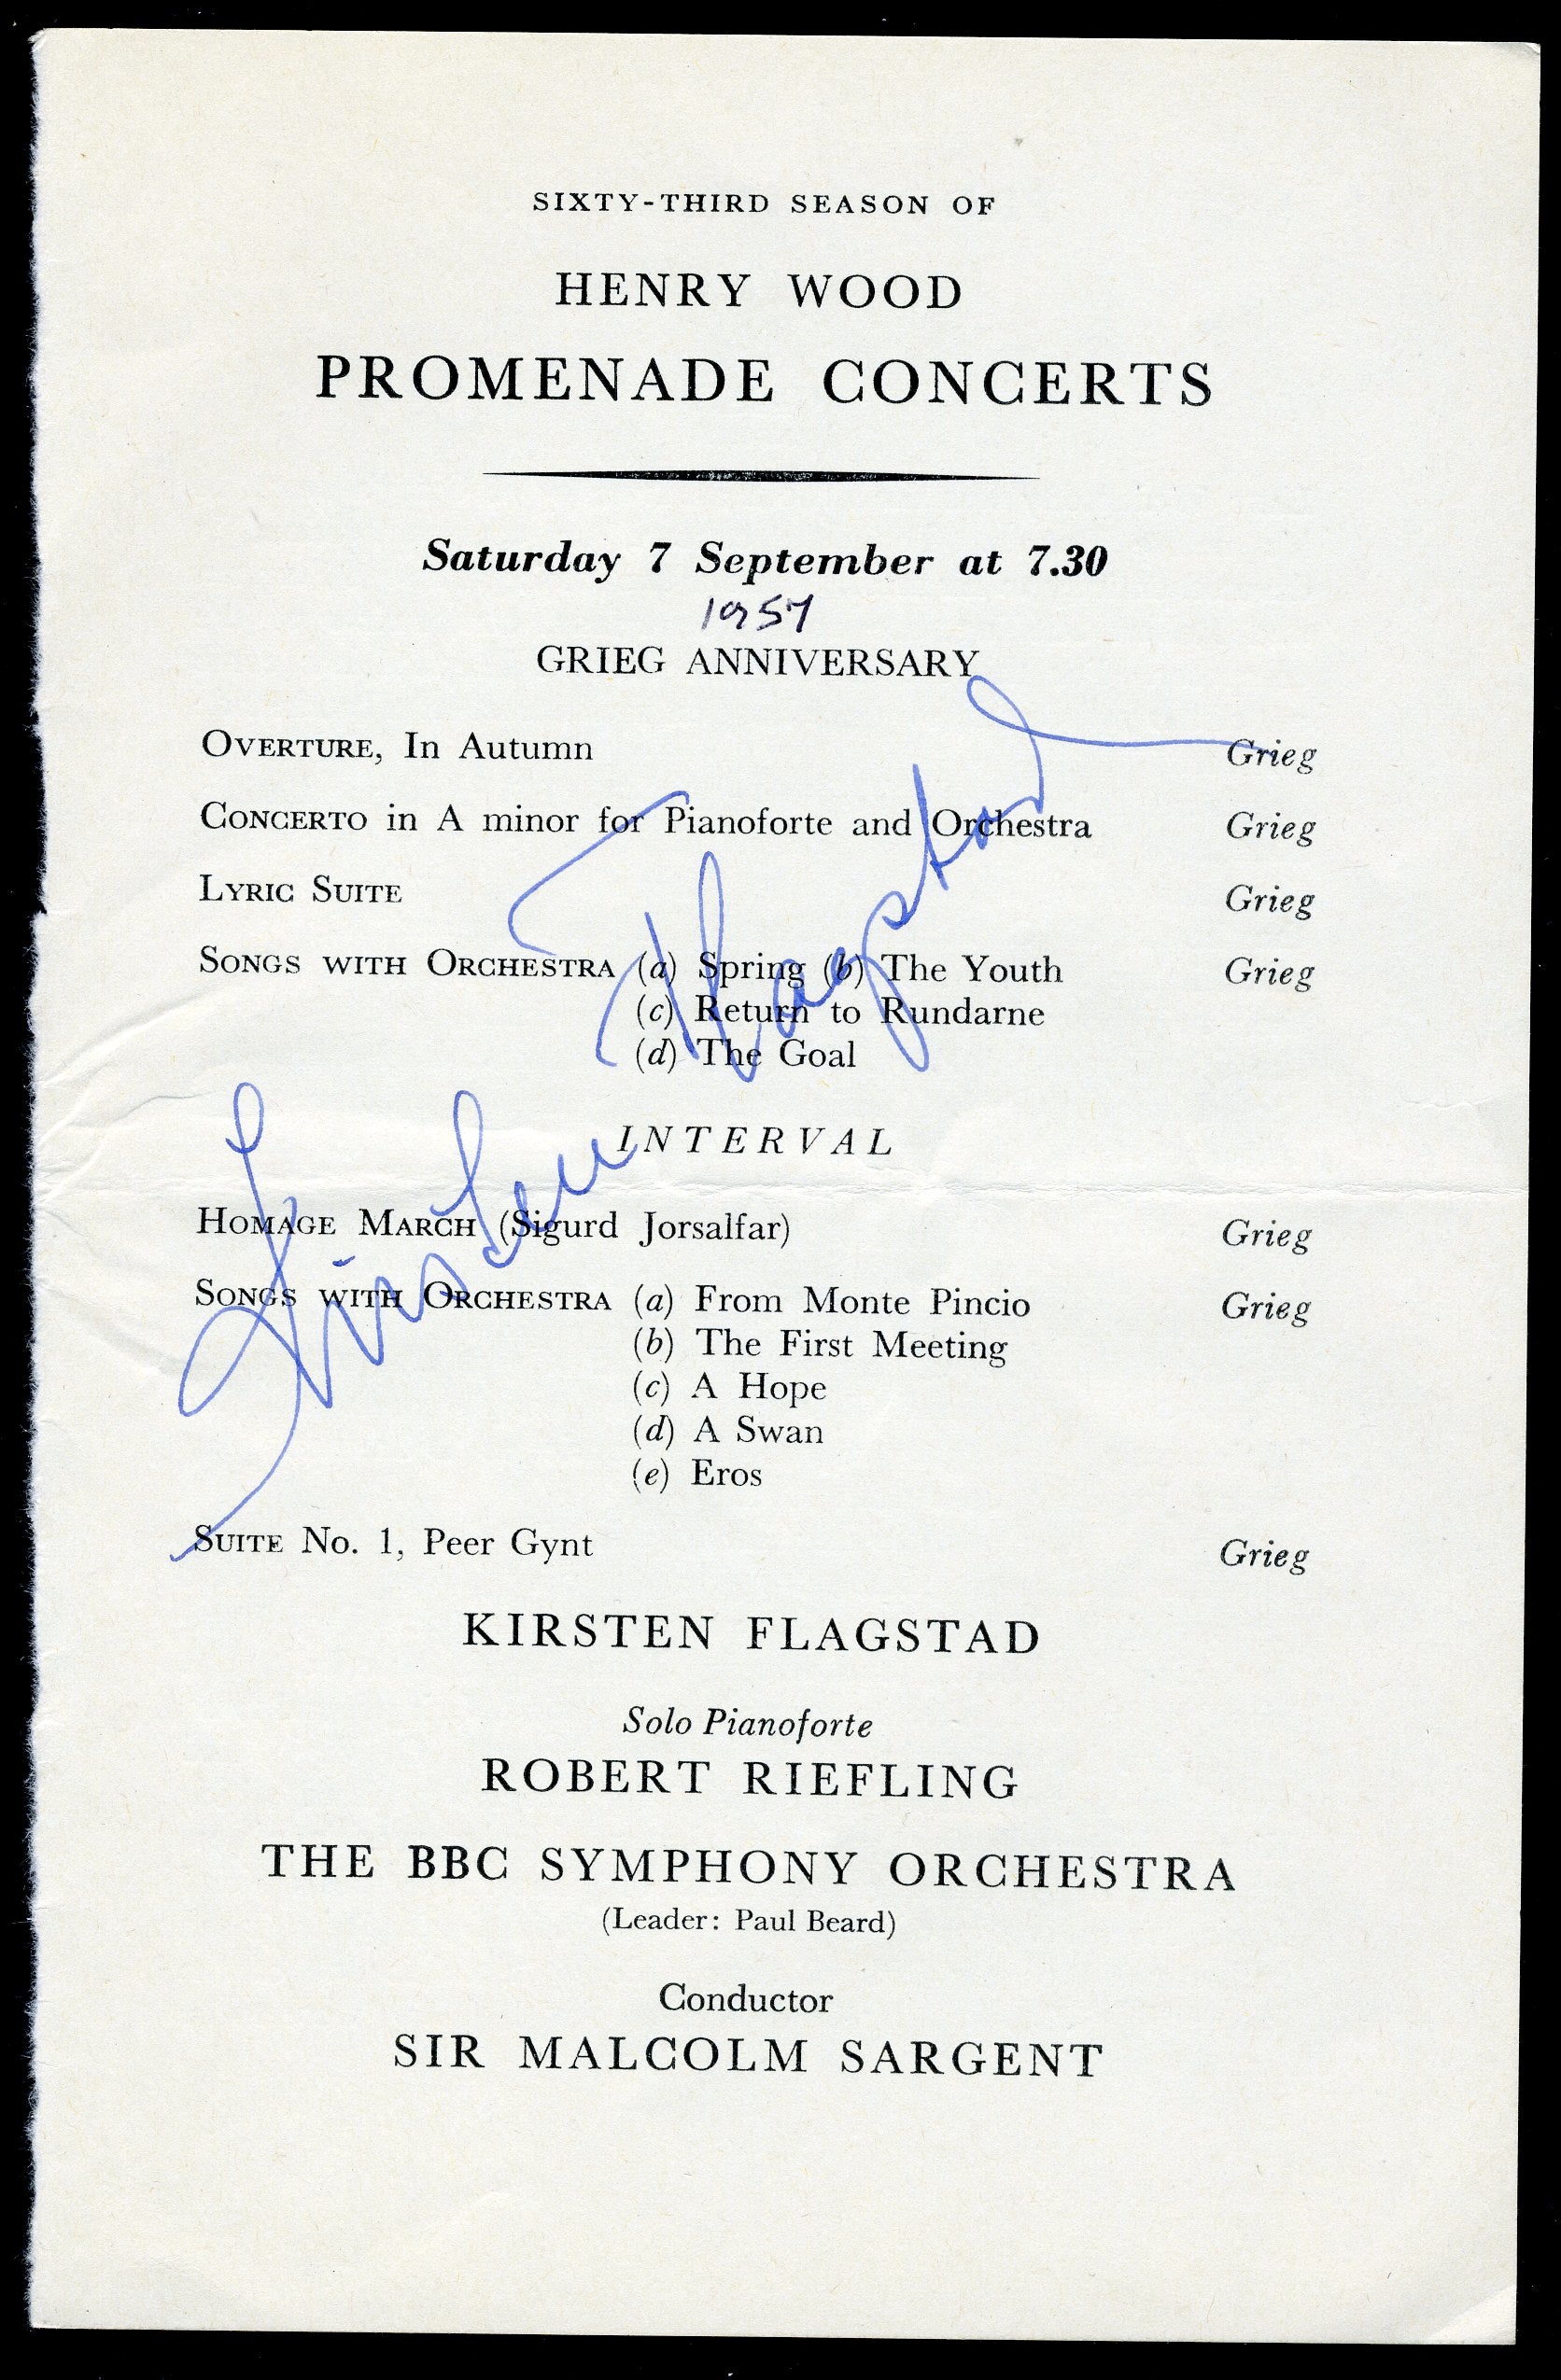 SIXTY-THIRD SEASON OF
HENRY WOOD
PROMENADE CONCERTS
Saturday 7 September at 7.30
1957
GRIEG ANNIVERSARY
OVERTURE, In Autumn Grieg
CONCERTO in A minor for Pianoforte and Orchestra Grieg
LYRIC SUITE Grieg
SONGS WITH ORCHESTRA (a) Spring (b) The Youth Grieg
(c) Return to Rundarne
(d) The Goal
Kirsten Flagstad
INTERVAL
HOMAGE MARCH (Sigurd Jorsalfar) Grieg
SONGS WITH ORCHESTRA (a) From Monte Pincio Grieg
(b) The First Meeting
(c) A Hope
(d) A Swan
(e) Eros
SUITE No. 1, Peer Gynt Grieg
KIRSTEN FLAGSTAD
Solo Pianoforte
ROBERT RIEFLING
THE BBC SYMPHONY ORCHESTRA
(Leader: Paul Beard)
Conductor
SIR MALCOLM SARGENT